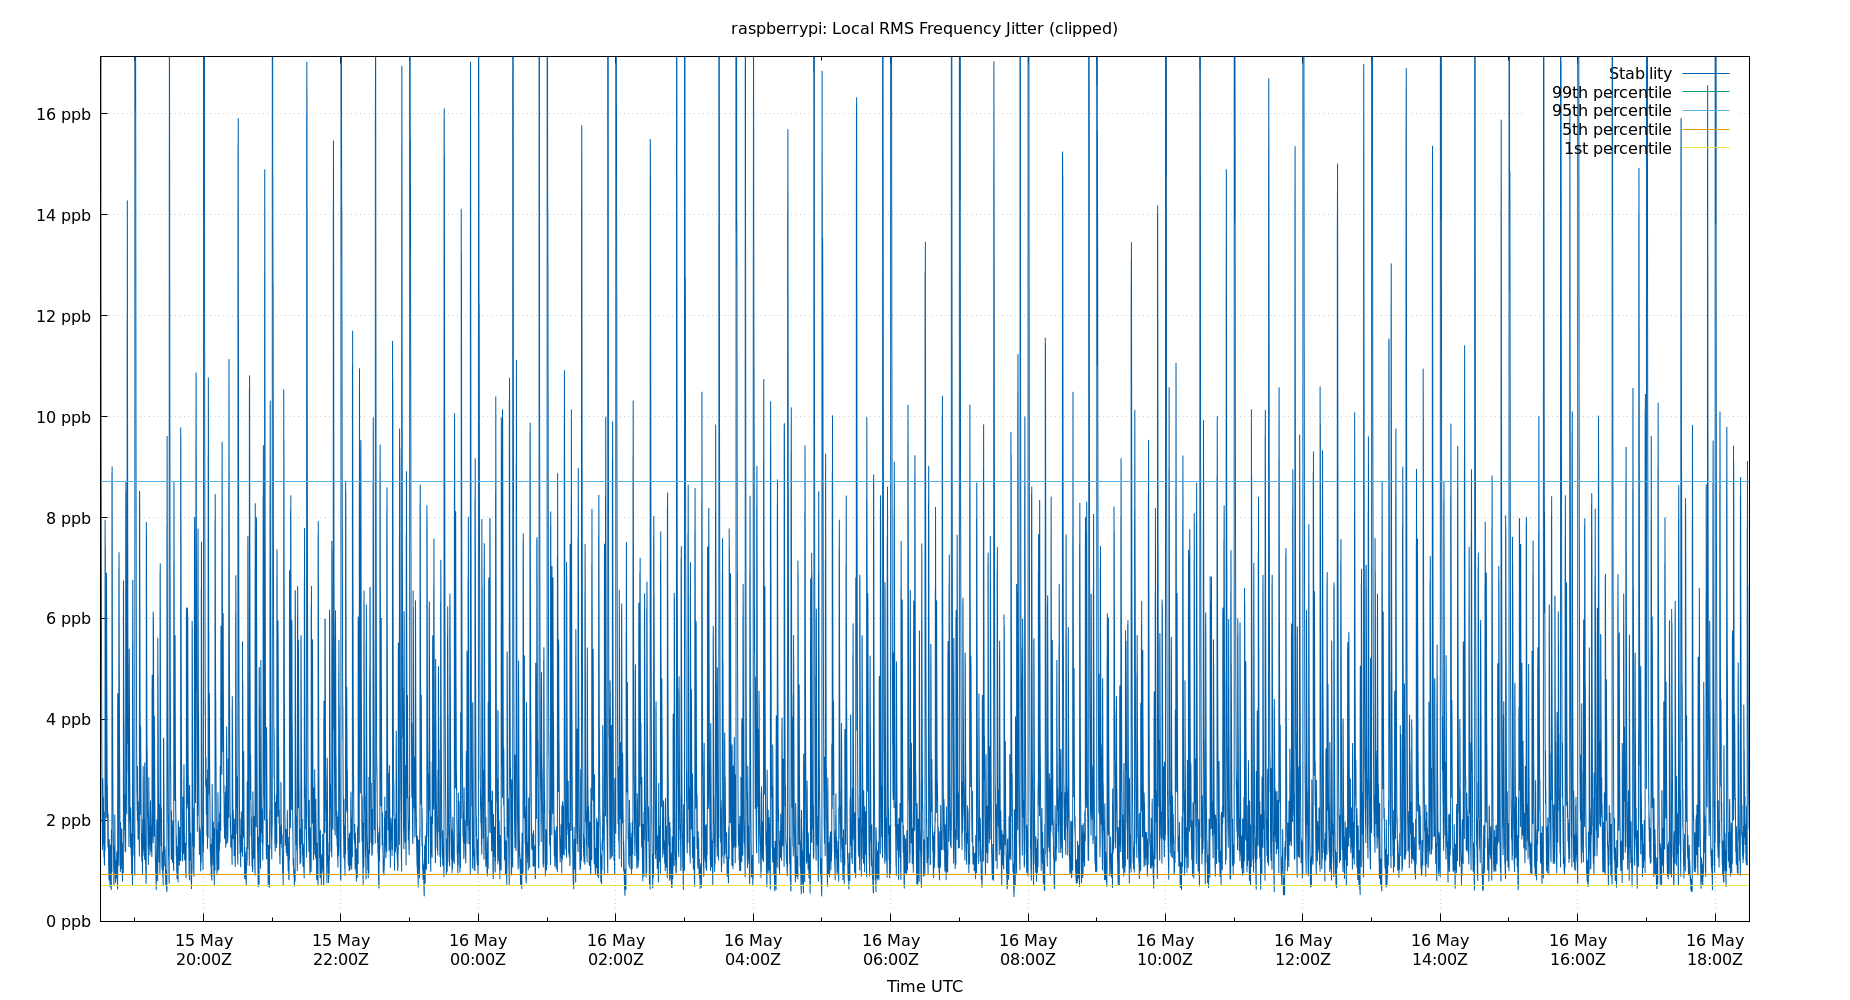 raspberrypi: Local RMS Frequency Jitter (clipped)
Stability
99th percentile
95th percentile
5th percentile
1st percentile
16 ppb
14 ppb
12 ppb
10 ppb
8 ppb
6 ppb
4 ppb
2 ppb
0 ppb
15 May 15 May 16 May 16 May 16 May 16 May 16 May 16 May 16 May 16 May 16 May 16 May
20:00Z 22:00Z 00:00Z 02:00Z 04:00Z 06:00Z 08:00Z 10:00Z 12:00Z 14:00Z 16:00Z 18:00Z
Time UTC